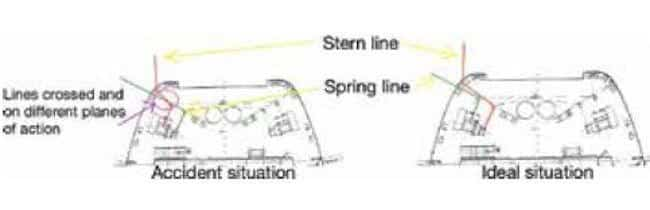 Stern line
Spring line
Lines crossed and
on different planes
of action
Accident situation
Ideal situation